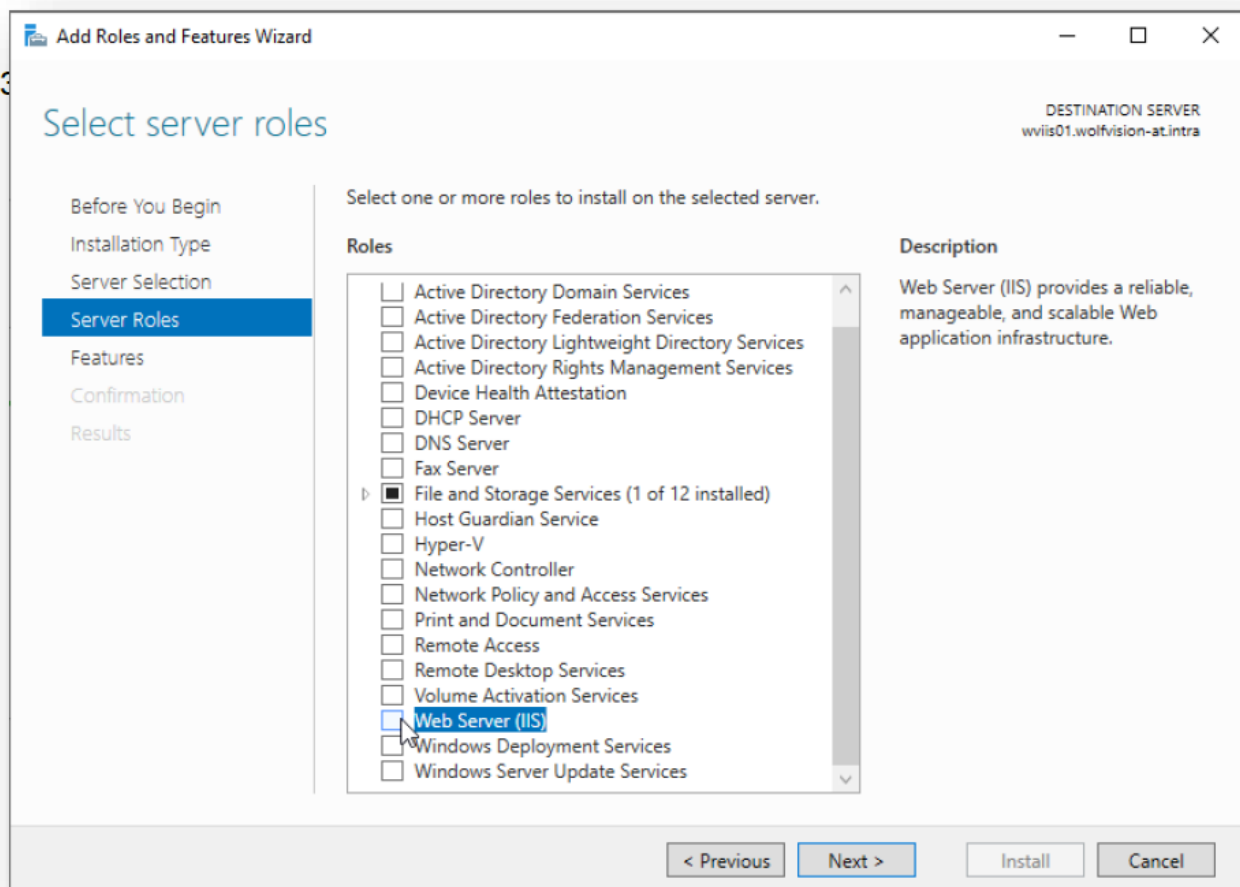 Add Roles and Features Wizard
3
Select server roles
DESTINATION SERVER
wviis01.wolfvision-at.intra
Before You Begin
Installation Type
Server Selection
Server Roles
Features
Confirmation
Results
Select one or more roles to install on the selected server.
Roles
Active Directory Domain Services
Active Directory Federation Services
Active Directory Lightweight Directory Services
Active Directory Rights Management Services
Device Health Attestation
DHCP Server
DNS Server
Fax Server
File and Storage Services (1 of 12 installed)
Host Guardian Service
Hyper-V
Network Controller
Network Policy and Access Services
Print and Document Services
Remote Access
Remote Desktop Services
Volume Activation Services
Web Server (IIS)
Windows Deployment Services
Windows Server Update Services
Description
Web Server (IIS) provides a reliable,
manageable, and scalable Web
application infrastructure.
< Previous
Next >
Install
Cancel